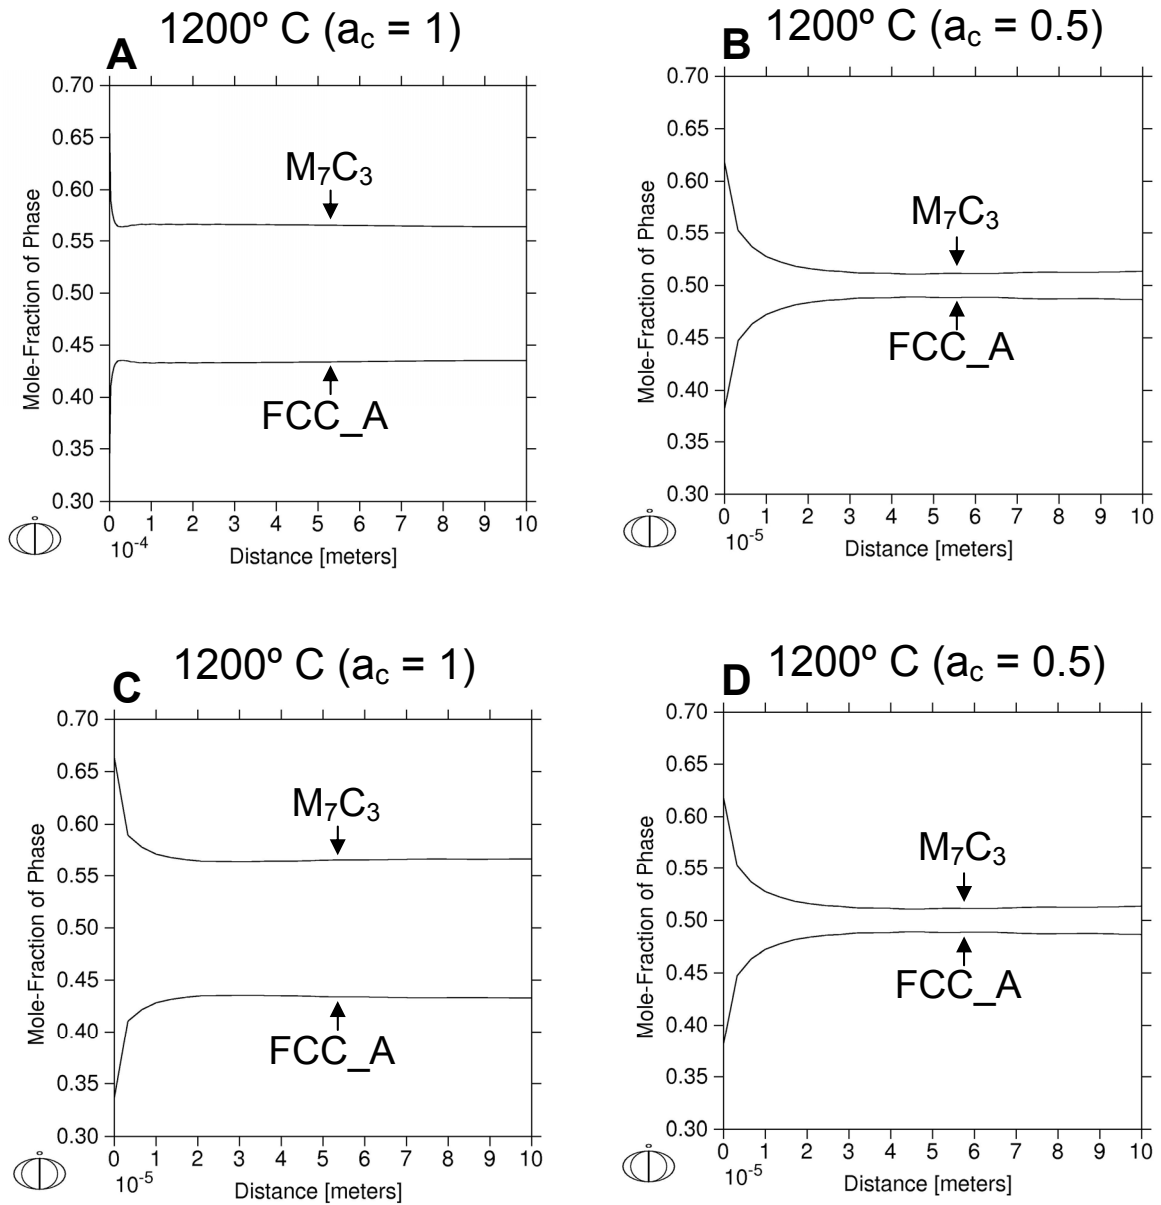 A 1200º C (ac = 1)
0.70
0.65
0.60
0.55
0.50
0.45
0.40
0.35
0.30
Mole-Fraction of Phase
M7C3
FCC_A
0 1 2 3 4 5 6 7 8 9 10
10-4
Distance [meters]
B 1200º C (ac = 0.5)
0.70
0.65
0.60
0.55
0.50
0.45
0.40
0.35
0.30
Mole-Fraction of Phase
M7C3
FCC_A
0 1 2 3 4 5 6 7 8 9 10
10-5
Distance [meters]
C 1200º C (ac = 1)
0.70
0.65
0.60
0.55
0.50
0.45
0.40
0.35
0.30
Mole-Fraction of Phase
M7C3
FCC_A
0 1 2 3 4 5 6 7 8 9 10
10-5
Distance [meters]
D 1200º C (ac = 0.5)
0.70
0.65
0.60
0.55
0.50
0.45
0.40
0.35
0.30
Mole-Fraction of Phase
M7C3
FCC_A
0 1 2 3 4 5 6 7 8 9 10
10-5
Distance [meters]